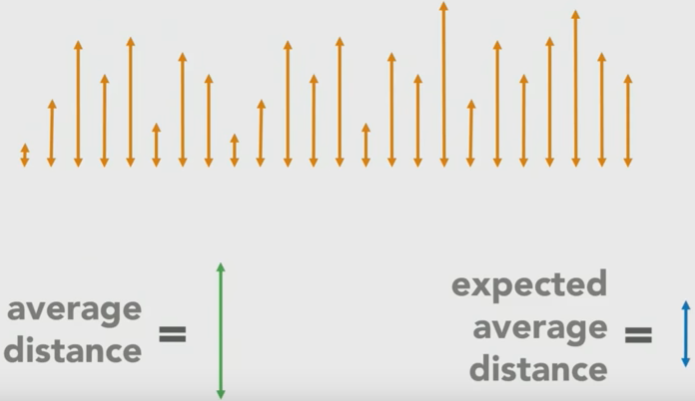 average
distance
=
expected
average
distance
=